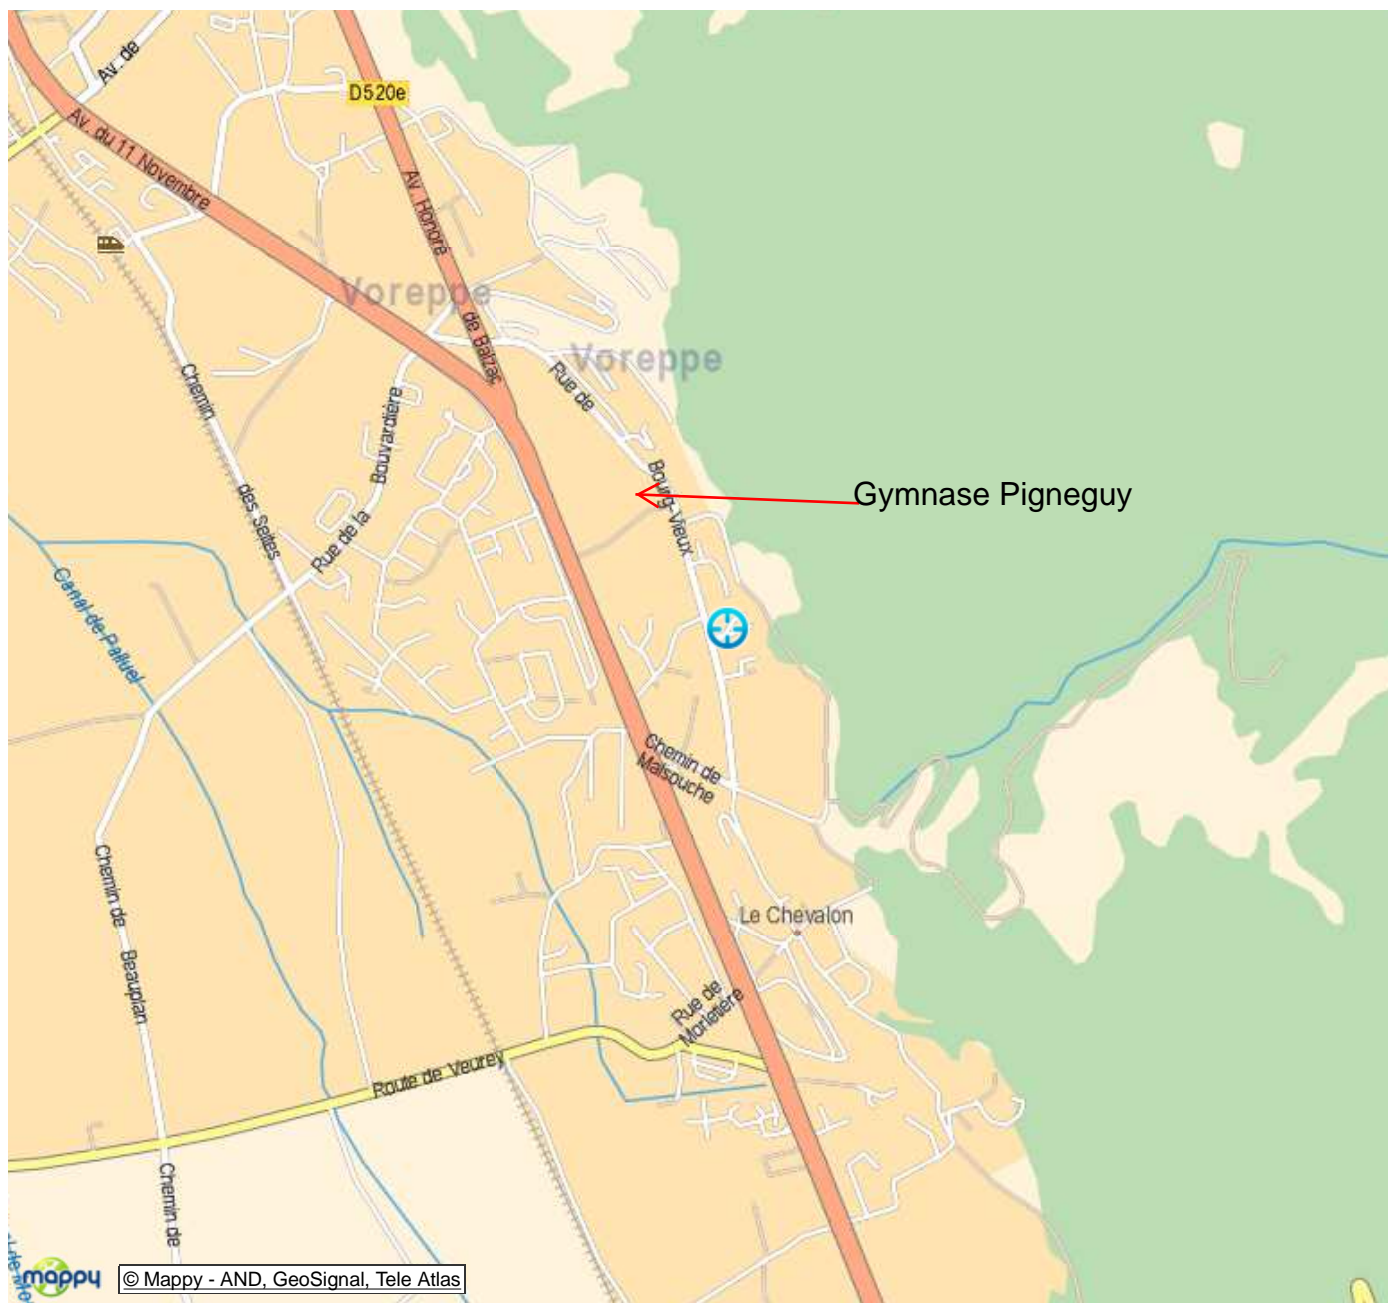 Av. de
D520e
Av. du 11 Novembre
Av. Honoré
de Balzac
Voreppe
Voreppe
Rue de
Bourg-Vieux
Chemin
des Seites
Bouvardière
Rue de la
Gymnase Pigneguy
Canal de Palluel
Chemin de
Malsouche
Chemin de
Beauplan
Le Chevalon
Rue de
Morletière
Route de Veurey
Chemin de
mappy
© Mappy - AND, GeoSignal, Tele Atlas